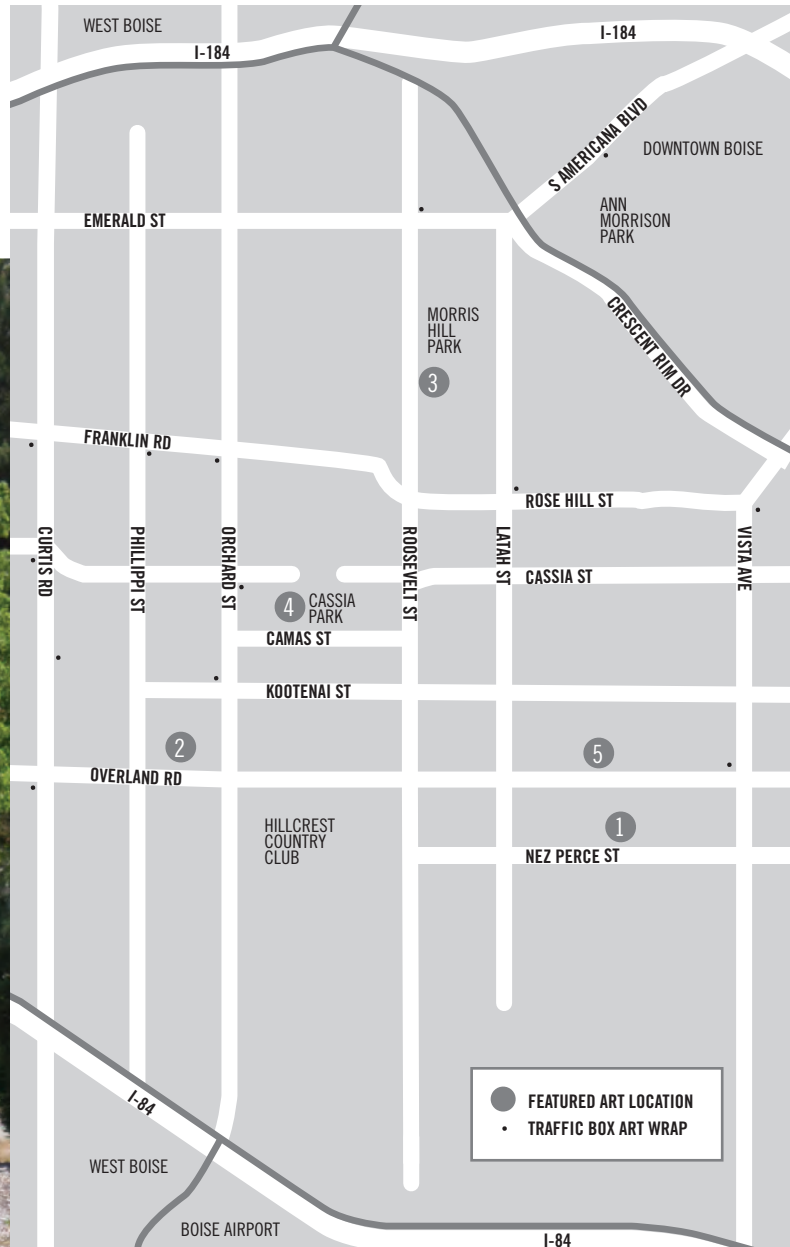 WEST BOISE
I-184
I-184
S AMERICANA BLVD
DOWNTOWN BOISE
EMERALD ST
ANN
MORRISON
PARK
MORRIS
HILL
PARK
3
CRESCENT RIM DR
FRANKLIN RD
ROSE HILL ST
CURTIS RD
PHILLIPPI ST
ORCHARD ST
ROOSEVELT ST
LATAH ST
VISTA AVE
CASSIA ST
4
CASSIA
PARK
CAMAS ST
KOOTENAI ST
2
5
OVERLAND RD
1
HILLCREST
COUNTRY
CLUB
NEZ PERCE ST
I-84
FEATURED ART LOCATION
TRAFFIC BOX ART WRAP
WEST BOISE
BOISE AIRPORT
I-84